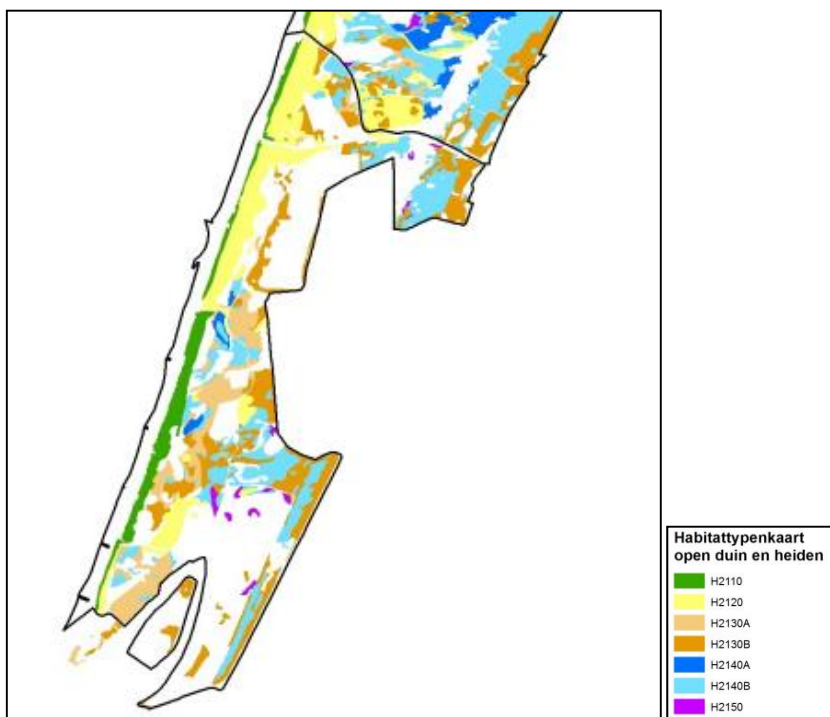 Habitattypenkaart
open duin en heiden
H2110
H2120
H2130A
H2130B
H2140A
H2140B
H2150